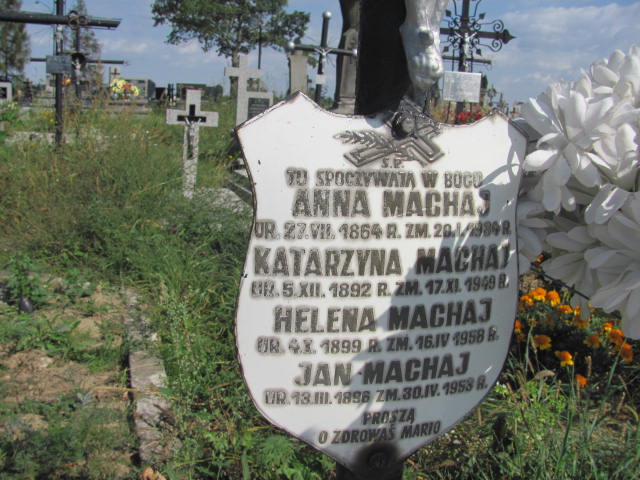 Ś.P.
TU SPOCZYWAJĄ W BOGU
ANNA MACHAJ
UR. 27.VII. 1864 R. ZM. 20.I.1934 R.
KATARZYNA MACHAJ
UR. 5.XII. 1892 R. ZM. 17.XI. 1949 R.
HELENA MACHAJ
UR. 4.X. 1899 R. ZM. 16.IV 1958 R.
JAN MACHAJ
UR. 13.III. 1896 ZM. 30.IV. 1958 R.
PROSZĄ
O ZDROWAŚ MARIO